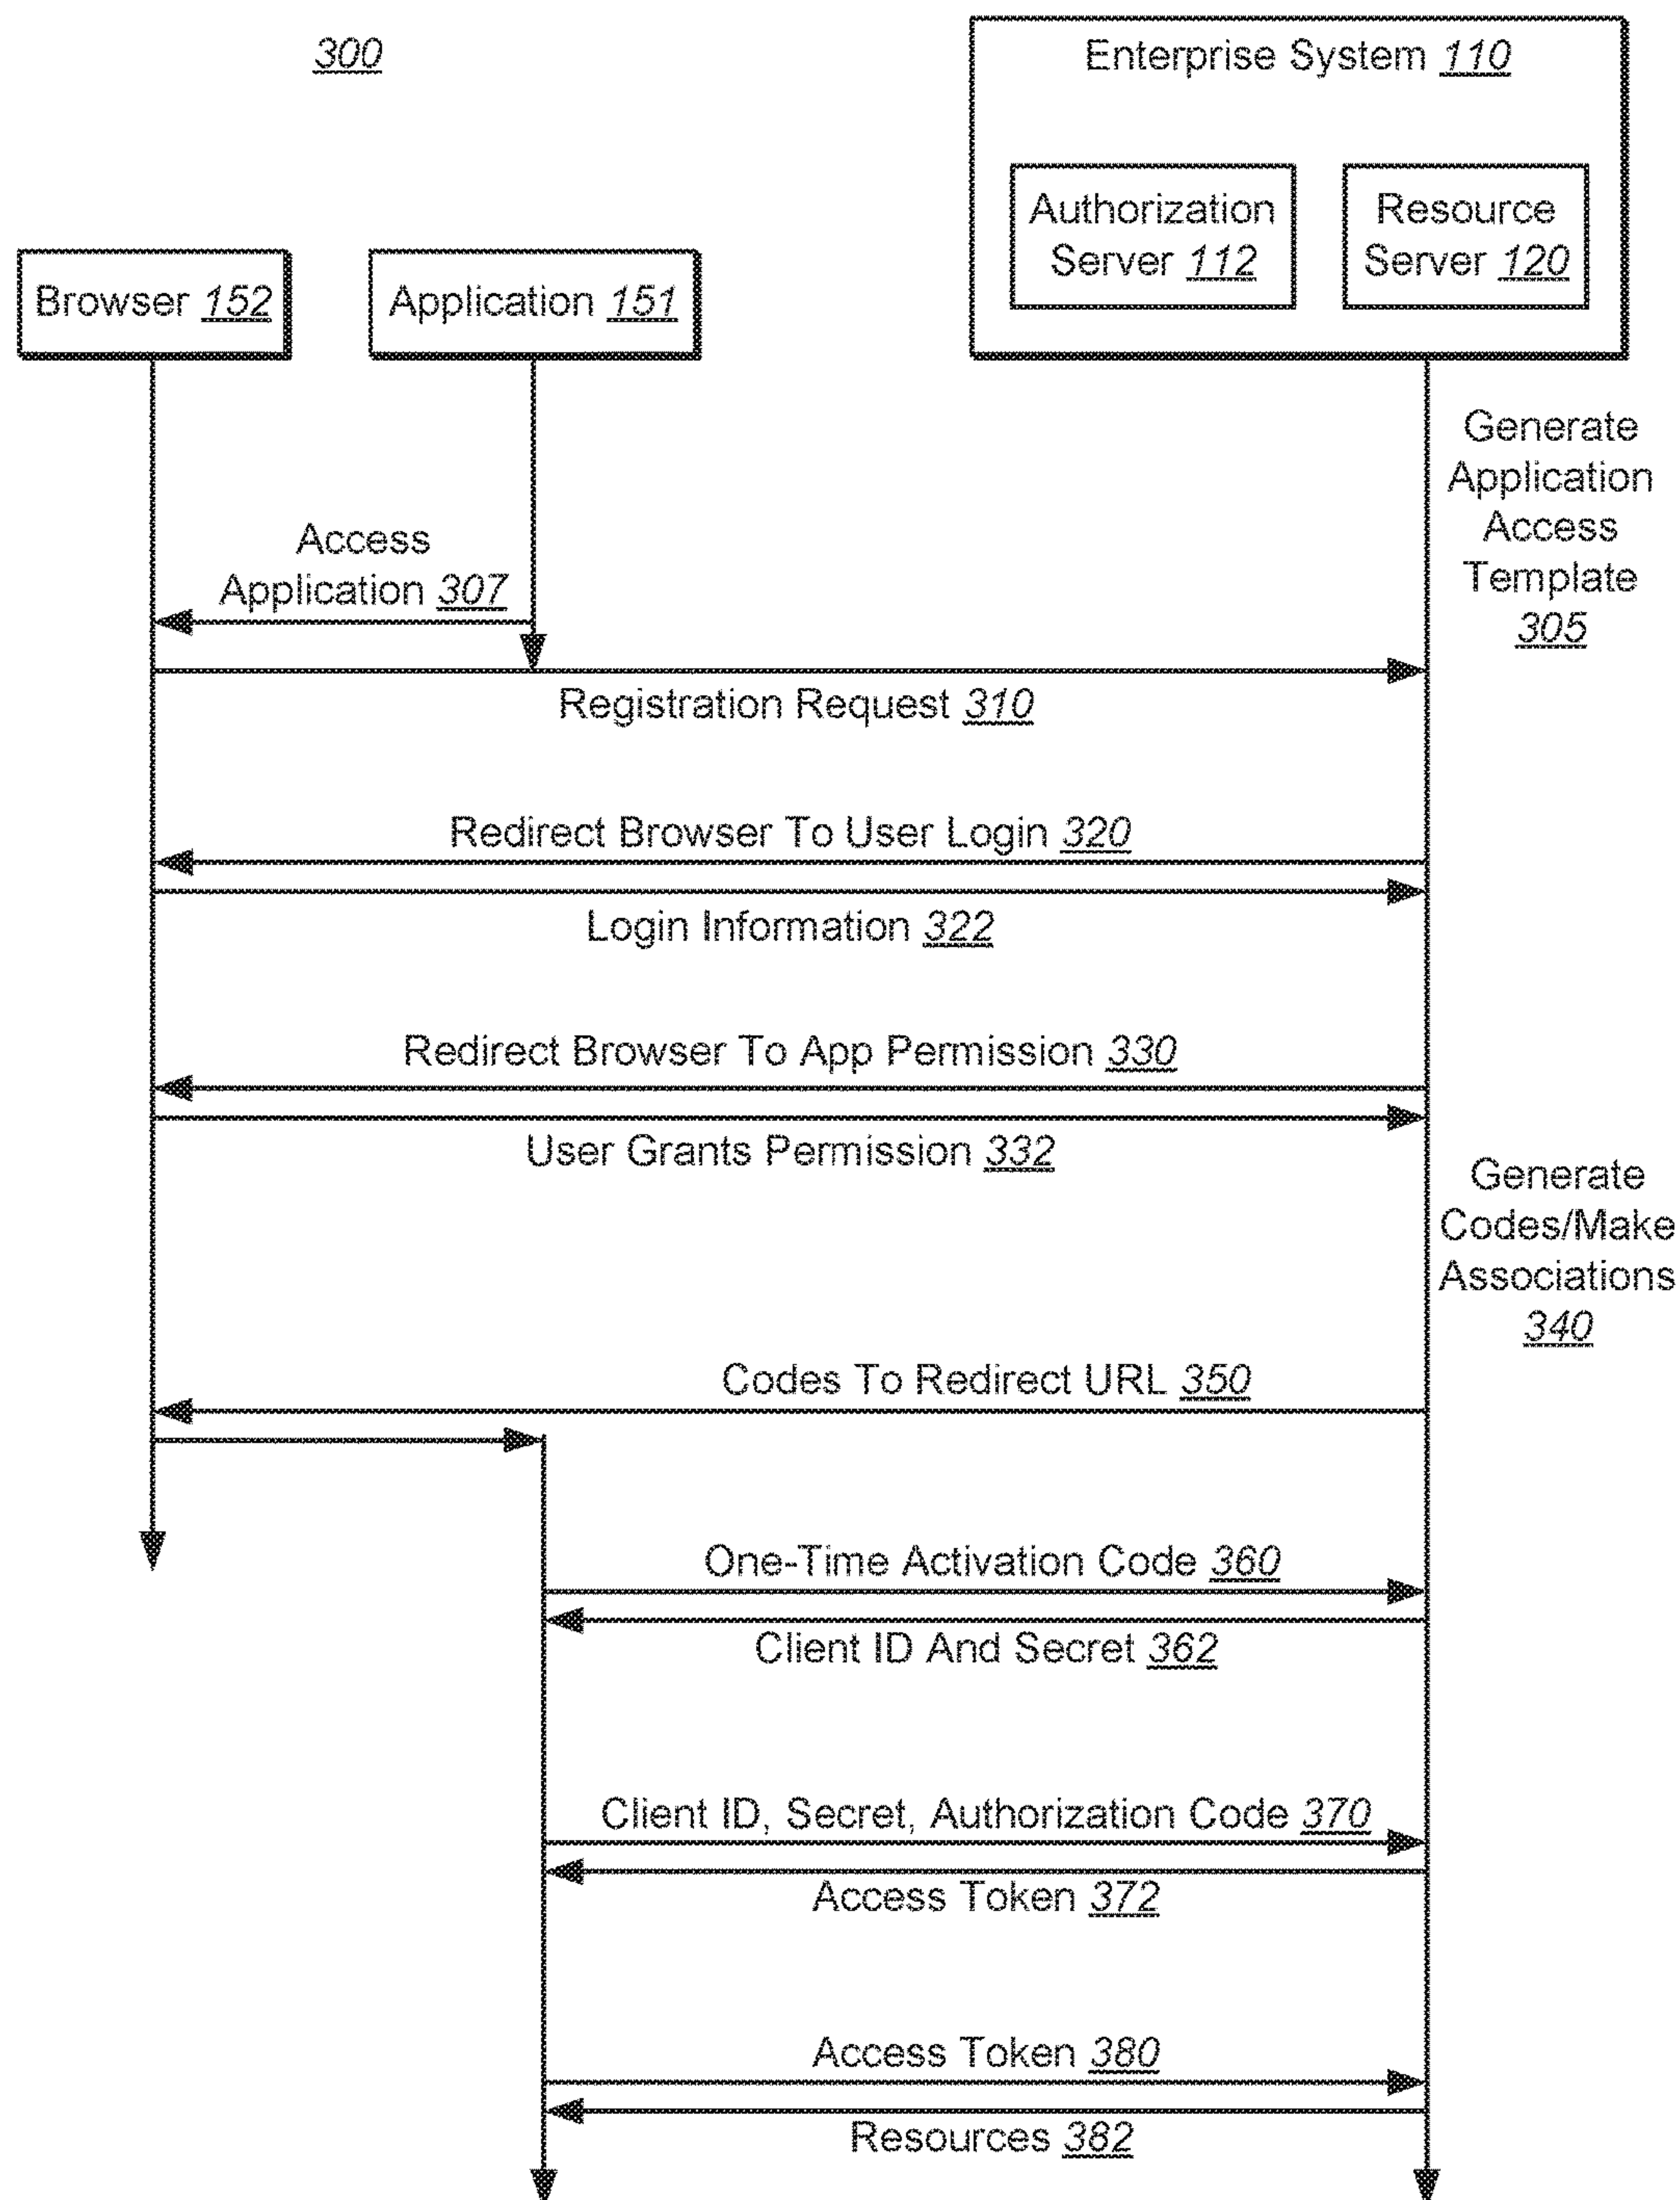 300
Enterprise System 110
Authorization
Server 112
Resource
Server 120
Browser 152
Application 151
Generate
Application
Access
Template
305
Access
Application 307
Registration Request 310
Redirect Browser To User Login 320
Login Information 322
Redirect Browser To App Permission 330
User Grants Permission 332
Generate
Codes/Make
Associations
340
Codes To Redirect URL 350
One-Time Activation Code 360
Client ID And Secret 362
Client ID, Secret, Authorization Code 370
Access Token 372
Access Token 380
Resources 382